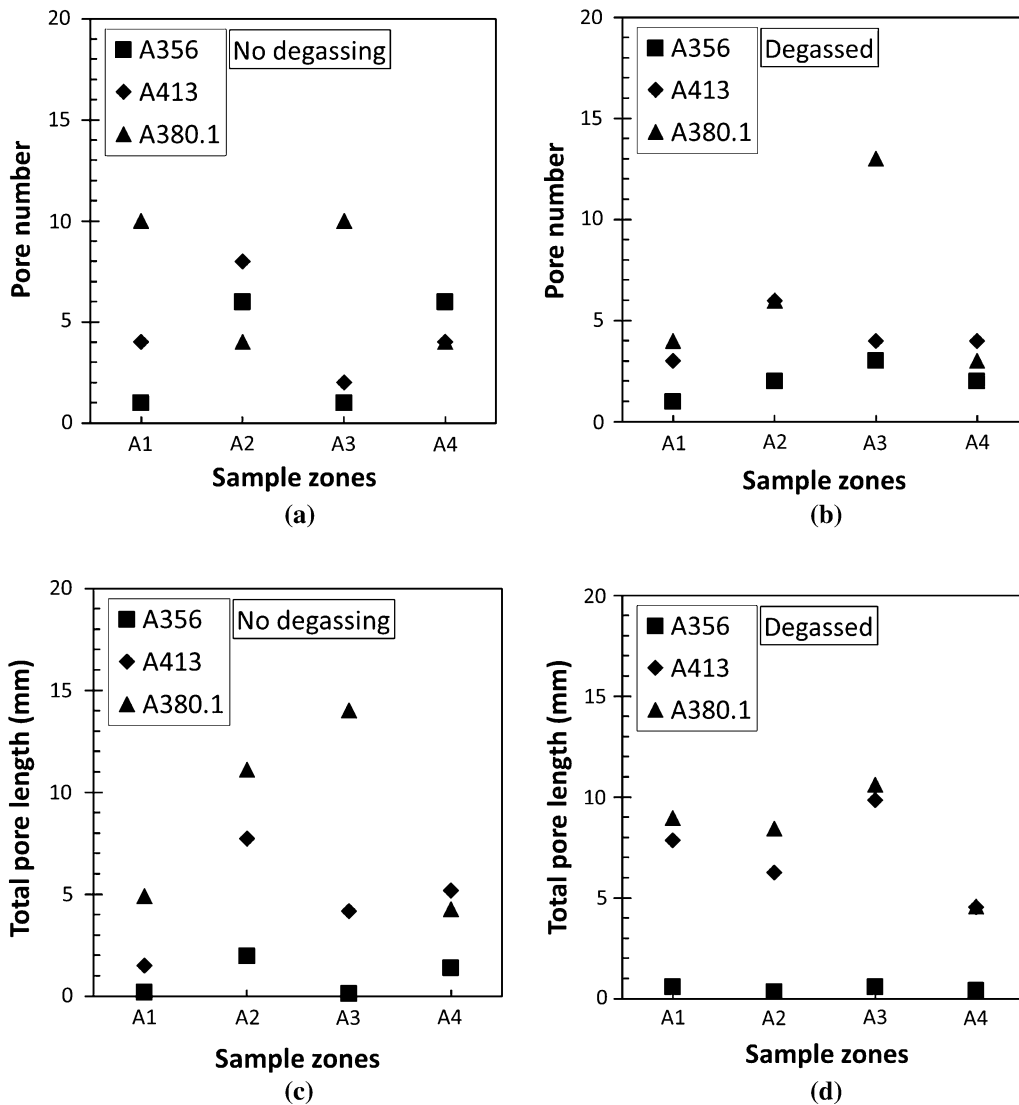 20
15
10
5
0
Pore number
A356
A413
A380.1
No degassing
A1 A2 A3 A4
Sample zones
(a)
20
15
10
5
0
Pore number
A356
A413
A380.1
Degassed
A1 A2 A3 A4
Sample zones
(b)
20
15
10
5
0
Total pore length (mm)
A356
A413
A380.1
No degassing
A1 A2 A3 A4
Sample zones
(c)
20
15
10
5
0
Total pore length (mm)
A356
A413
A380.1
Degassed
A1 A2 A3 A4
Sample zones
(d)